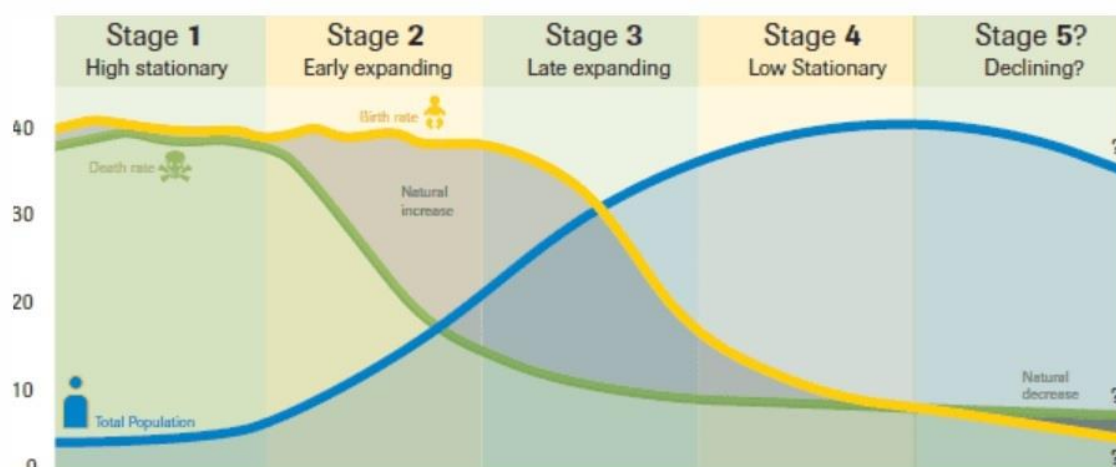 Stage 1
High stationary
Stage 2
Early expanding
Stage 3
Late expanding
Stage 4
Low Stationary
Stage 5?
Declining?
40
30
20
10
0
Birth rate
Death rate
Natural
increase
Total Population
Natural
decrease
?
?
?